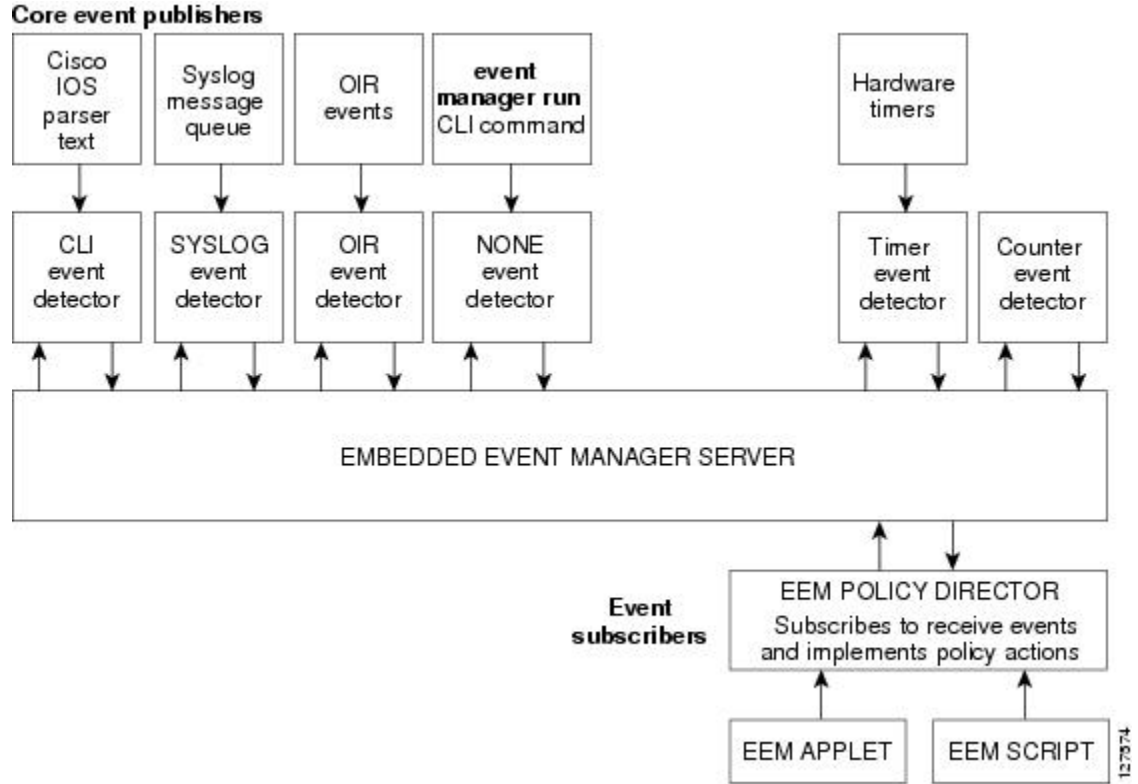 Core event publishers
Cisco
IOS
parser
text
Syslog
message
queue
OIR
events
event
manager run
CLI command
Hardware
timers
CLI
event
detector
SYSLOG
event
detector
OIR
event
detector
NONE
event
detector
Timer
event
detector
Counter
event
detector
EMBEDDED EVENT MANAGER SERVER
Event
subscribers
EEM POLICY DIRECTOR
Subscribes to receive events
and implements policy actions
EEM APPLET
EEM SCRIPT
127574